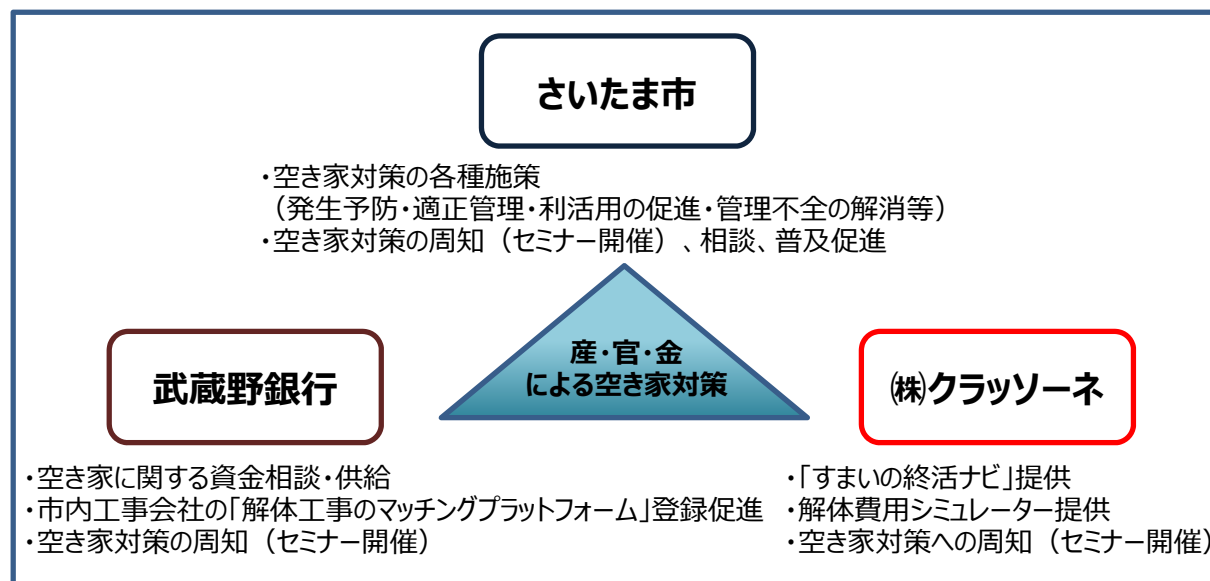 さいたま市
・空き家対策の各種施策
（発生予防・適正管理・利活用の促進・管理不全の解消等）
・空き家対策の周知（セミナー開催）、相談、普及促進
産・官・金
による空き家対策
武蔵野銀行
・空き家に関する資金相談・供給
・市内工事会社の「解体工事のマッチングプラットフォーム」登録促進
・空き家対策の周知（セミナー開催）
㈱クラッソーネ
・「すまいの終活ナビ」提供
・解体費用シミュレーター提供
・空き家対策への周知（セミナー開催）